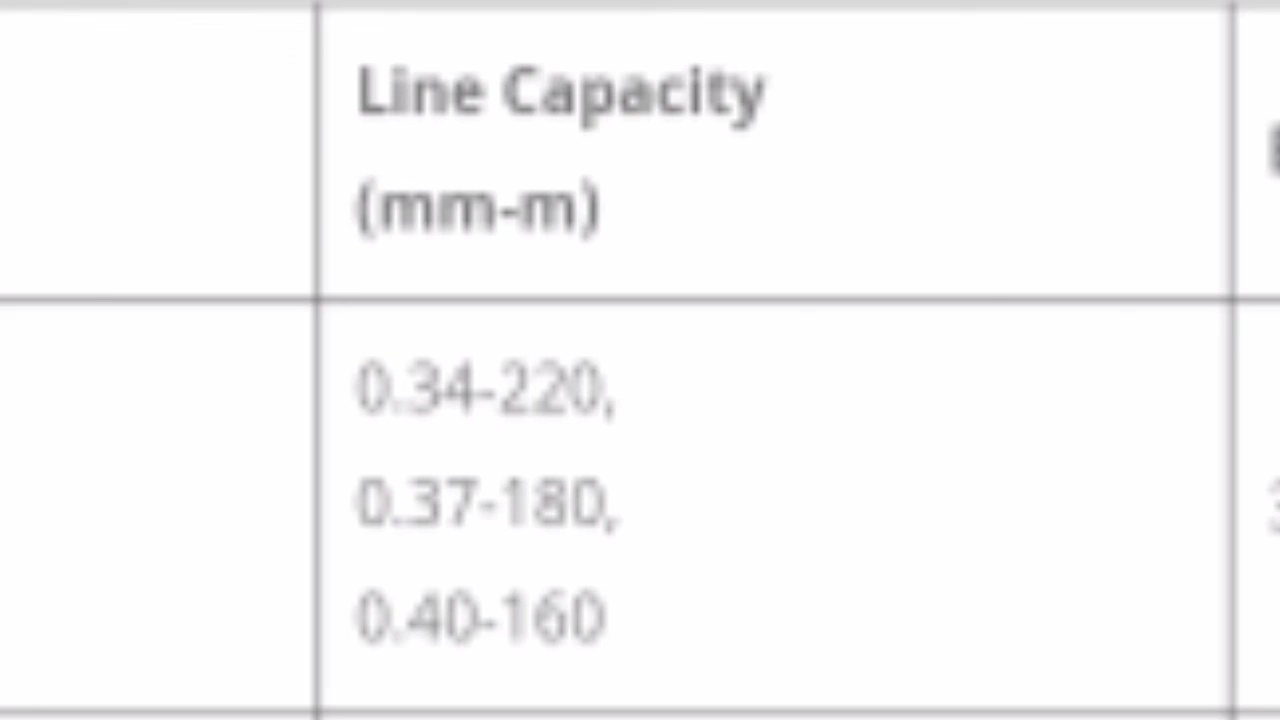 Line Capacity
(mm-m)
0.34-220,
0.37-180,
0.40-160